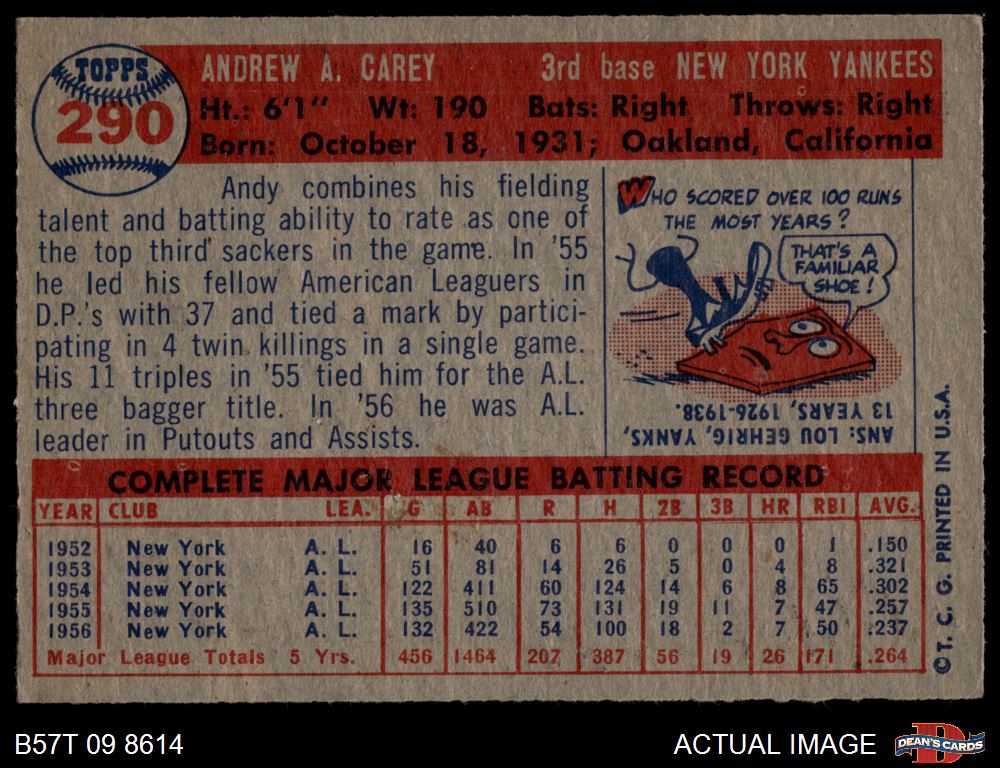 TOPPS
290
ANDREW A. CAREY 3rd base NEW YORK YANKEES
Ht.: 6'1" Wt: 190 Bats: Right Throws: Right
Born: October 18, 1931; Oakland, California
Andy combines his fielding
talent and batting ability to rate as one of
the top third sackers in the game. In '55
he led his fellow American Leaguers in
D.P.'s with 37 and tied a mark by partici-
pating in 4 twin killings in a single game.
His 11 triples in '55 tied him for the A.L.
three bagger title. In '56 he was A.L.
leader in Putouts and Assists.
WHO SCORED OVER 100 RUNS
THE MOST YEARS?
THAT'S A
FAMILIAR
SHOE!
ANS: LOU GEHRIG, YANKS,
13 YEARS, 1926-1938.
COMPLETE MAJOR LEAGUE BATTING RECORD
YEAR CLUB LEA. G AB R H 2B 3B HR RBI AVG.
1952 New York A. L. 16 40 6 6 0 0 0 1 .150
1953 New York A. L. 51 81 14 26 5 0 4 8 .321
1954 New York A. L. 122 411 60 124 14 6 8 65 .302
1955 New York A. L. 135 510 73 131 19 11 7 47 .257
1956 New York A. L. 132 422 54 100 18 2 7 50 .237
Major League Totals 5 Yrs. 456 1464 207 387 56 19 26 171 .264
© T. C. G. PRINTED IN U.S.A.
B57T 09 8614
ACTUAL IMAGE
D
DEAN'S CARDS